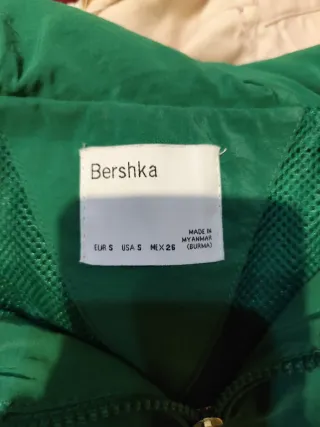 Bershka
EUR S USA S MEX 26
MADE IN
MYANMAR
(BURMA)